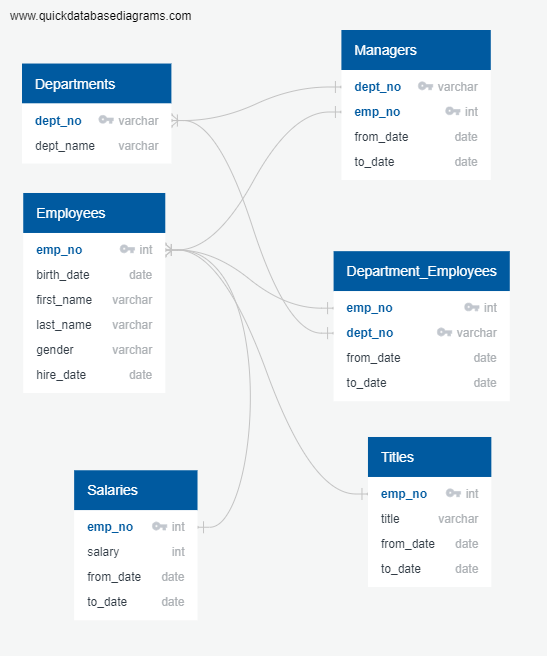 www.quickdatabasediagrams.com
Departments
dept_no varchar
dept_name varchar
Employees
emp_no int
birth_date date
first_name varchar
last_name varchar
gender varchar
hire_date date
Salaries
emp_no int
salary int
from_date date
to_date date
Managers
dept_no varchar
emp_no int
from_date date
to_date date
Department_Employees
emp_no int
dept_no varchar
from_date date
to_date date
Titles
emp_no int
title varchar
from_date date
to_date date